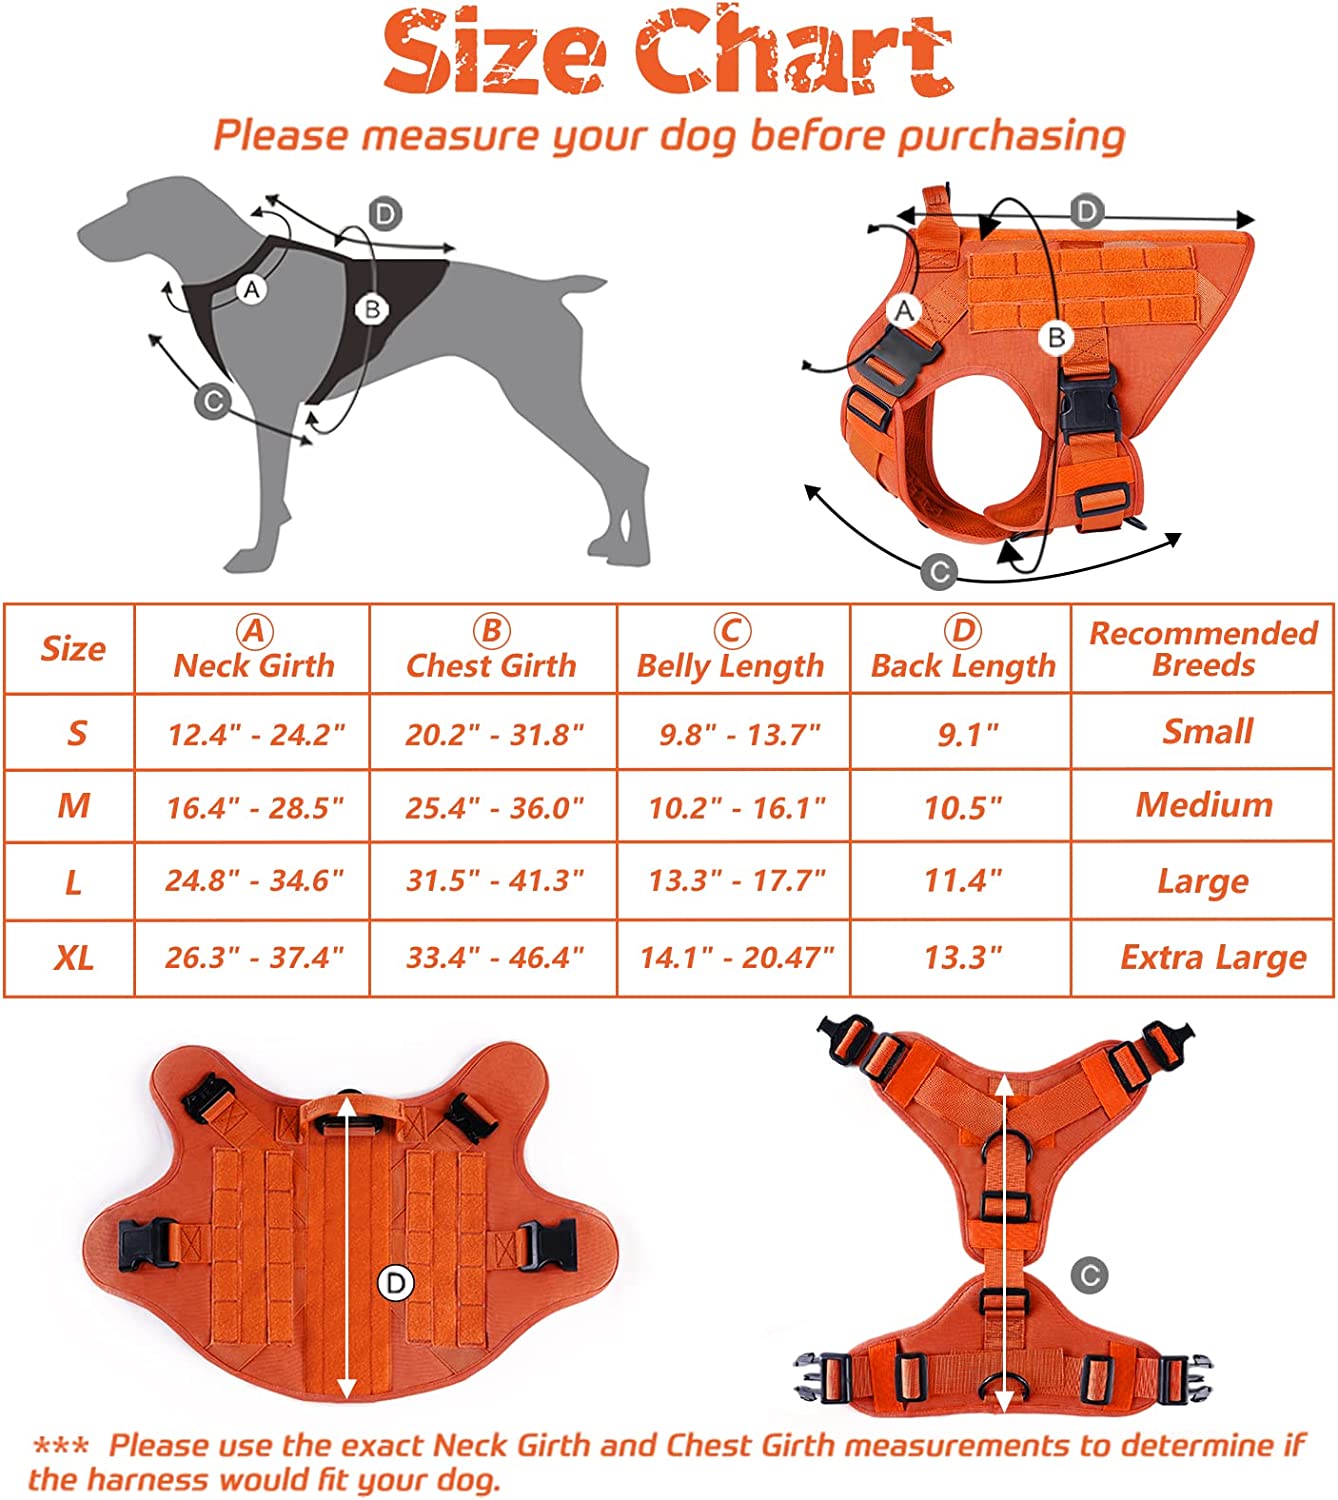 Size Chart
Please measure your dog before purchasing
D
A
B
C
D
A
B
C
Size
A
Neck Girth
B
Chest Girth
C
Belly Length
D
Back Length
Recommended
Breeds
S 12.4" - 24.2" 20.2" - 31.8" 9.8" - 13.7" 9.1" Small
M 16.4" - 28.5" 25.4" - 36.0" 10.2" - 16.1" 10.5" Medium
L 24.8" - 34.6" 31.5" - 41.3" 13.3" - 17.7" 11.4" Large
XL 26.3" - 37.4" 33.4" - 46.4" 14.1" - 20.47" 13.3" Extra Large
D
C
*** Please use the exact Neck Girth and Chest Girth measurements to determine if
the harness would fit your dog.